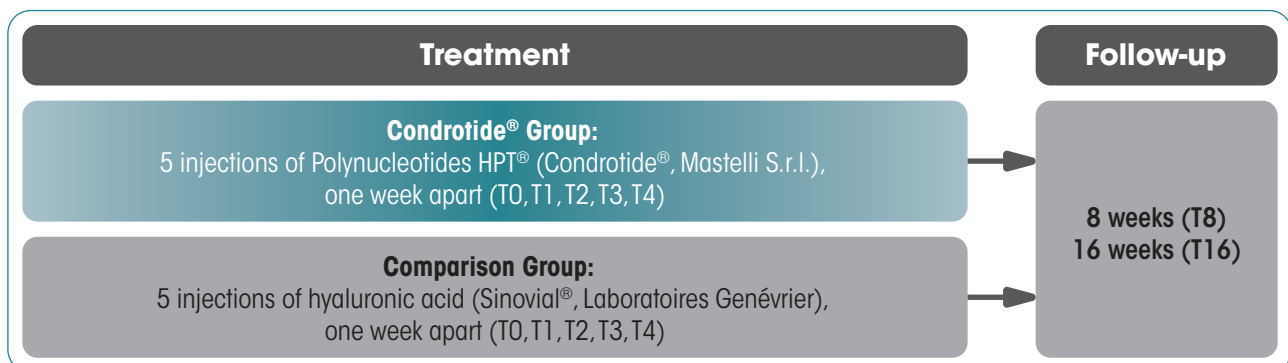 Treatment
Follow-up
Condrotide® Group:
5 injections of Polynucleotides HPT® (Condrotide®, Mastelli S.r.l.),
one week apart (T0, T1, T2, T3, T4)
Comparison Group:
5 injections of hyaluronic acid (Sinovial®, Laboratoires Genévrier),
one week apart (T0, T1, T2, T3, T4)
8 weeks (T8)
16 weeks (T16)